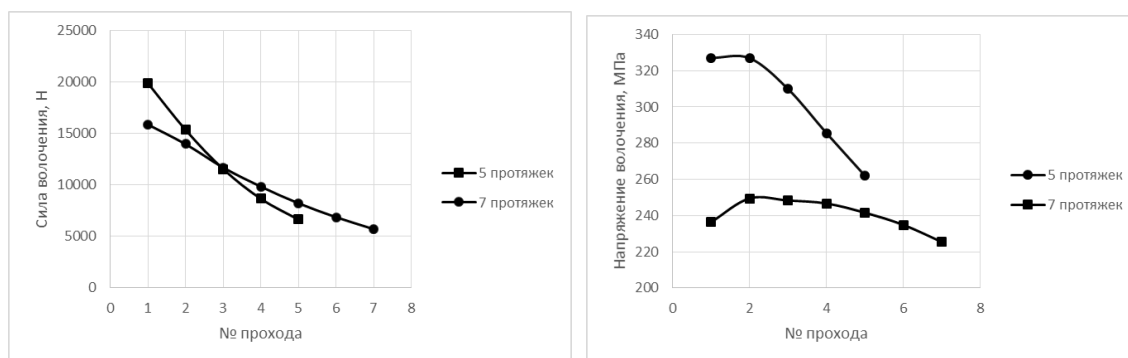 Сила волочения, Н
25000
20000
15000
10000
5000
0
0 1 2 3 4 5 6 7 8
№ прохода
5 протяжек
7 протяжек
Напряжение волочения, МПа
340
320
300
280
260
240
220
200
0 2 4 6 8
№ прохода
5 протяжек
7 протяжек